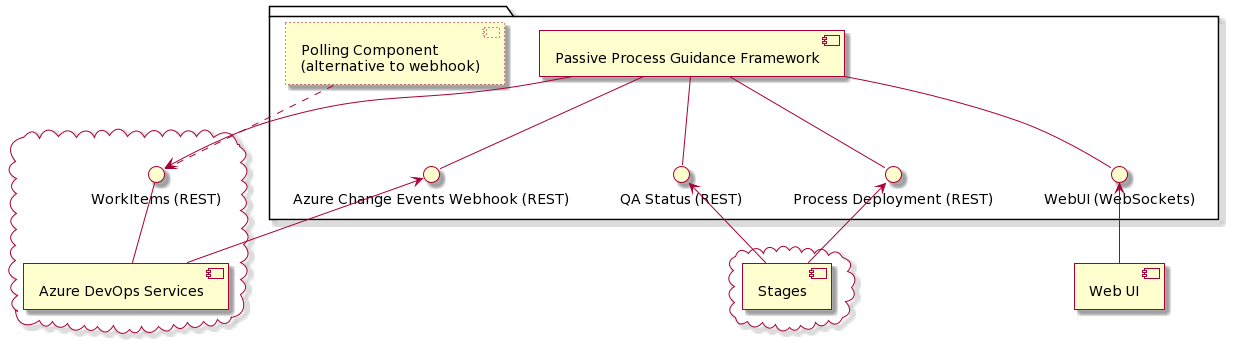 Polling Component
(alternative to webhook)
Passive Process Guidance Framework
WorkItems (REST)
Azure Change Events Webhook (REST)
QA Status (REST)
Process Deployment (REST)
WebUI (WebSockets)
Azure DevOps Services
Stages
Web UI